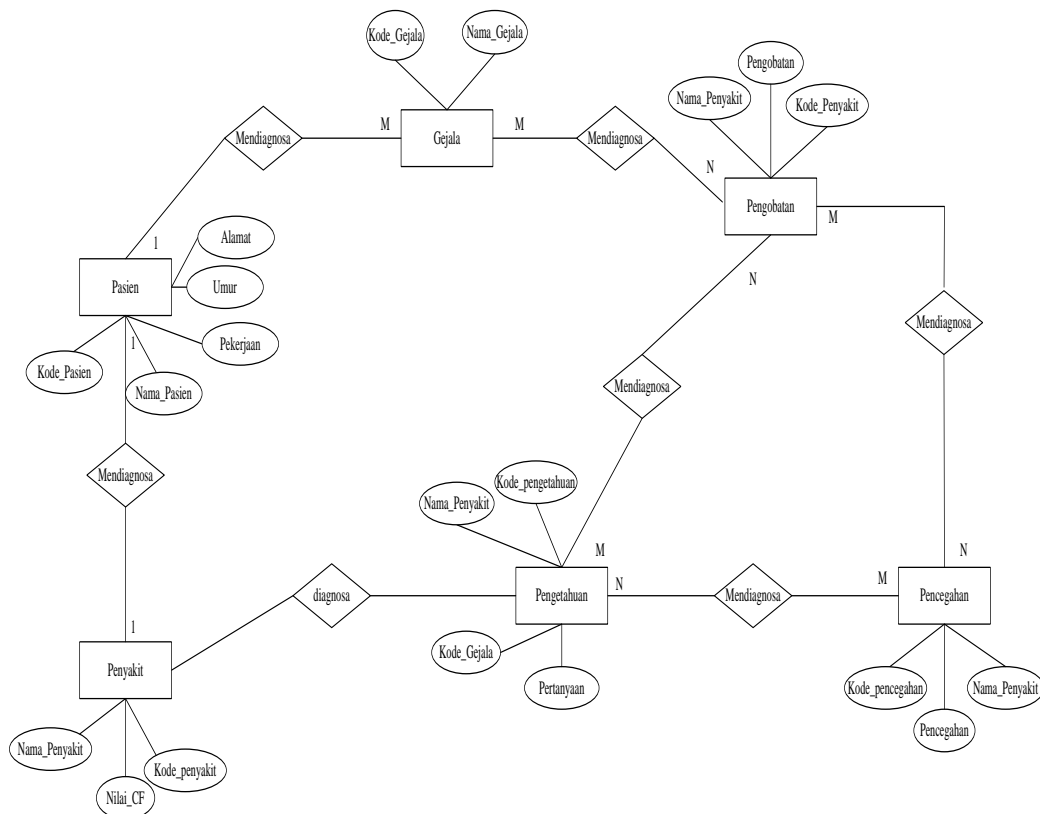 Kode_Gejala
Nama_Gejala
Pengobatan
Nama_Penyakit
Kode_Penyakit
Mendiagnosa
M
Gejala
M
Mendiagnosa
N
Pengobatan
M
1
Alamat
N
Pasien
Umur
Mendiagnosa
Pekerjaan
1
Kode_Pasien
Nama_Pasien
Mendiagnosa
Mendiagnosa
Kode_pengetahuan
Nama_Penyakit
M
N
diagnosa
Pengetahuan
N
Mendiagnosa
M
Pencegahan
1
Penyakit
Kode_Gejala
Pertanyaan
Kode_pencegahan
Nama_Penyakit
Pencegahan
Nama_Penyakit
Kode_penyakit
Nilai_CF